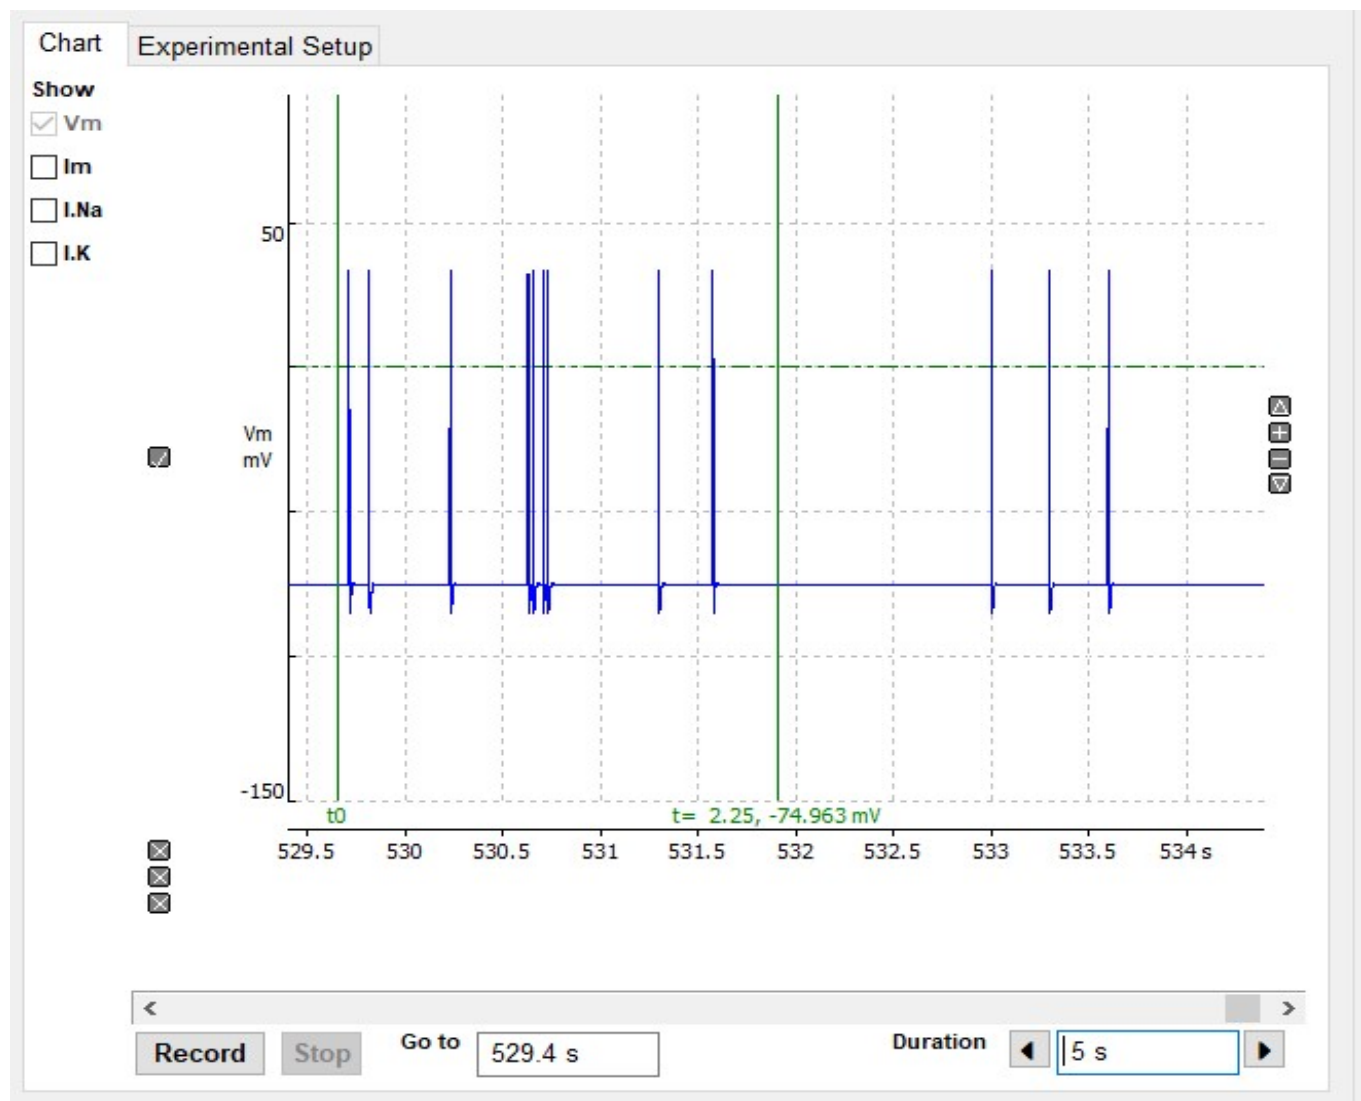 Chart Experimental Setup
Show
Vm
Im
I.Na
I.K
50
Vm
mV
-150
t0 t= 2.25, -74.963 mV
529.5 530 530.5 531 531.5 532 532.5 533 533.5 534 s
Record Stop Go to 529.4 s Duration 5 s